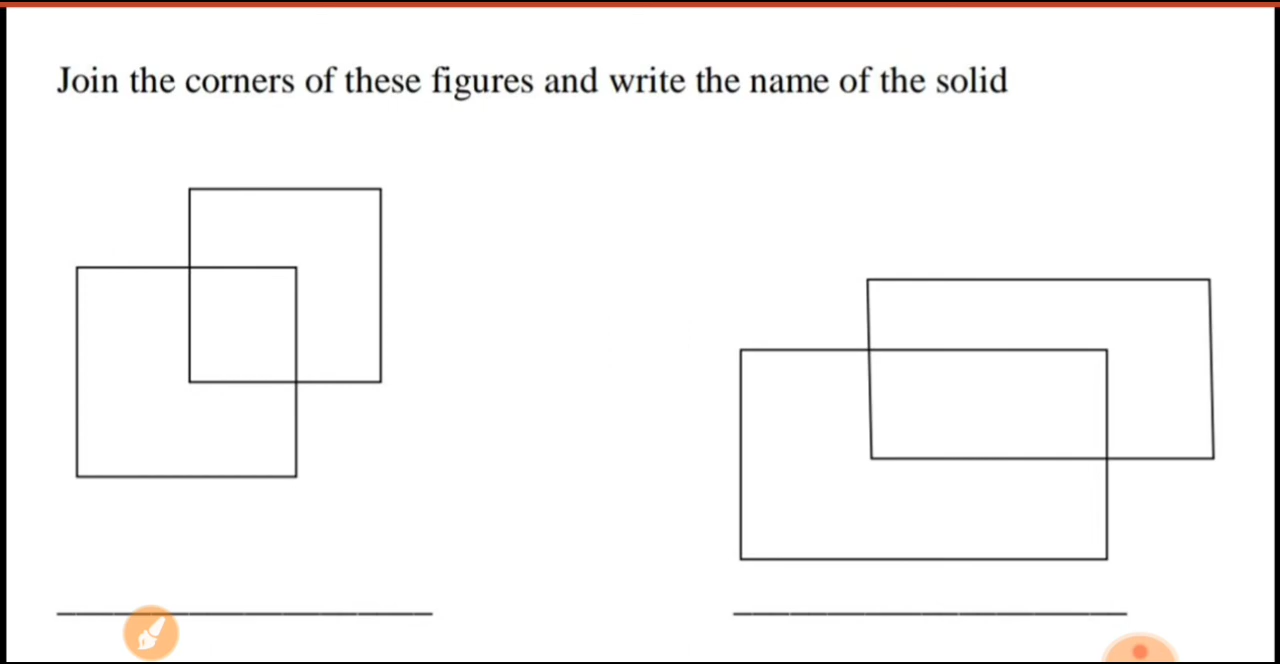 Join the corners of these figures and write the name of the solid